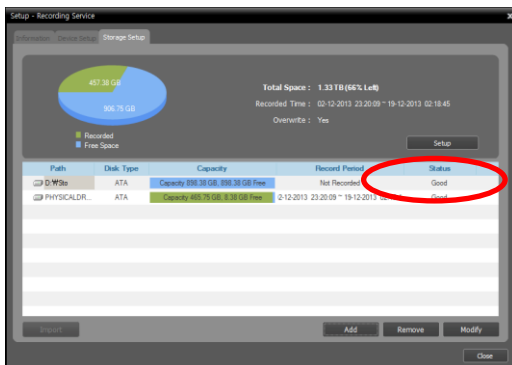 Setup - Recording Service
x
Information Device Setup Storage Setup
457.38 GB
906.75 GB
Recorded
Free Space
Total Space : 1.33 TB (66% Left)
Recorded Time : 02-12-2013 23:20:09 ~ 19-12-2013 02:18:45
Overwrite : Yes
Setup
Path Disk Type Capacity Record Period Status
D:₩Sto ATA Capacity 898.38 GB, 898.38 GB Free Not Recorded Good
PHYSICALDR... ATA Capacity 465.75 GB, 8.38 GB Free 2-12-2013 23:20:09 ~ 19-12-2013 Good
Import Add Remove Modify
Close